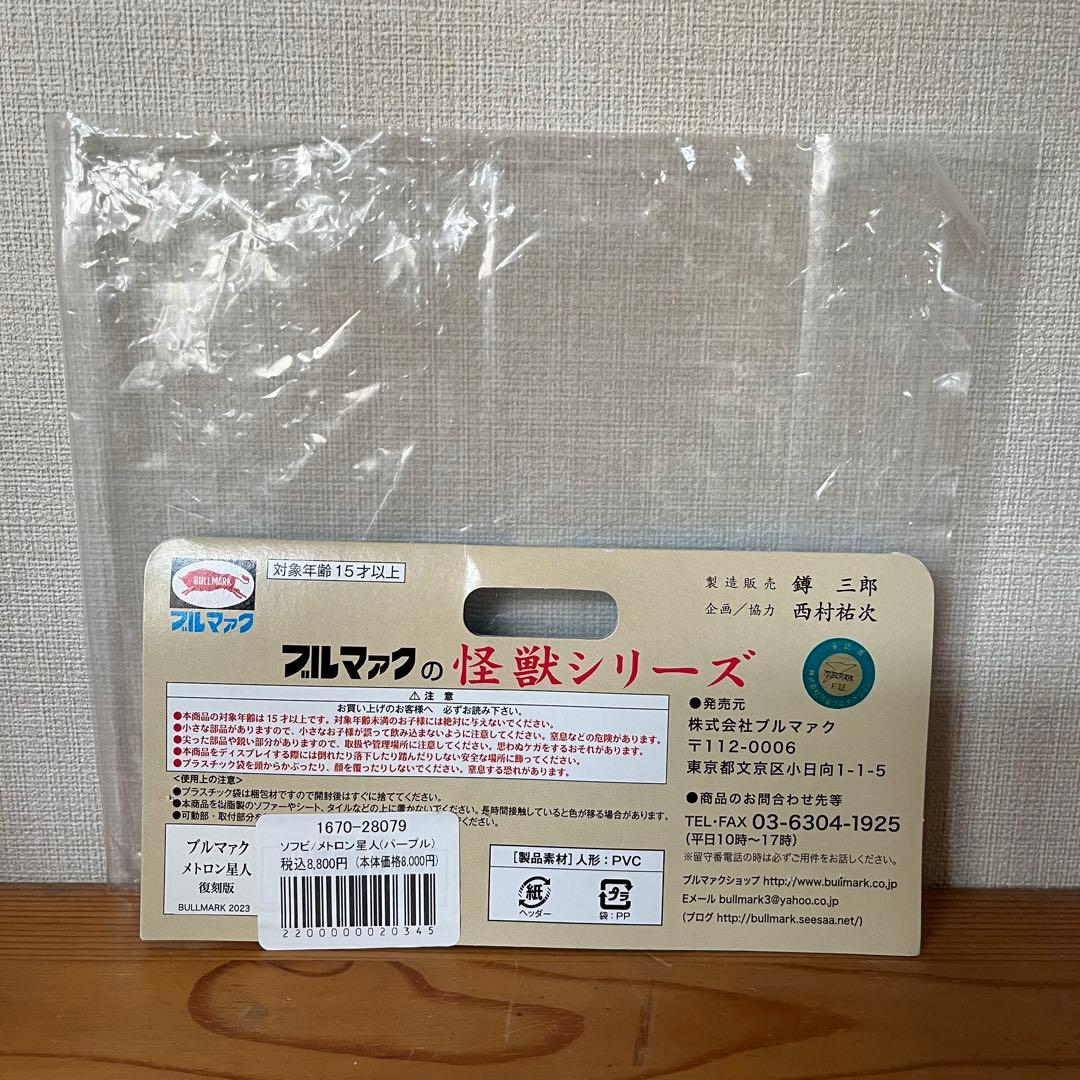 BULLMARK
ブルマァク
対象年齢15才以上
製造販売 鐏 三郎
企画／協力 西村祐次
ブルマァクの怪獣シリーズ
⚠注 意
お買い上げのお客様へ 必ずお読み下さい。
●本商品の対象年齢は15才以上です。対象年齢未満のお子様には絶対に与えないでください。
●小さな部品がありますので、小さなお子様が誤って飲み込まないように注意してください。窒息などの危険があります。
●尖った部分や鋭い部分がありますので、取扱や管理場所に注意してください。思わぬケガをするおそれがあります。
●本商品をディスプレイする際には倒れたり落下したり踏んだりしない安全な場所に飾ってください。
●プラスチック袋を頭からかぶったり、顔を覆ったりしないでください。窒息する恐れがあります。
<使用上の注意>
●プラスチック袋は梱包材ですので開封後はすぐに捨ててください。
●本商品を樹脂製のソファーやシート、タイルなどの上に置かないでください。長時間接触していると色が移る場合があります。
●可動部・取付部分を
ください。
ブルマァク
メトロン星人
復刻版
BULLMARK 2023
1670-28079
ソフビ/メトロン星人(パープル)
税込8,800円 (本体価格8,000円)
2200000020345
［製品素材］人形：PVC
紙
ヘッダー
プラ
袋：PP
●発売元
株式会社ブルマァク
〒112-0006
東京都文京区小日向1-1-5
●商品のお問合わせ先等
TEL・FAX 03-6304-1925
(平日10時〜17時)
※留守番電話の時は必ずご用件をお話しください。
ブルマァクショップ http://www.bullmark.co.jp
Eメール bullmark3@yahoo.co.jp
(ブログ http://bullmark.seesaa.net/)